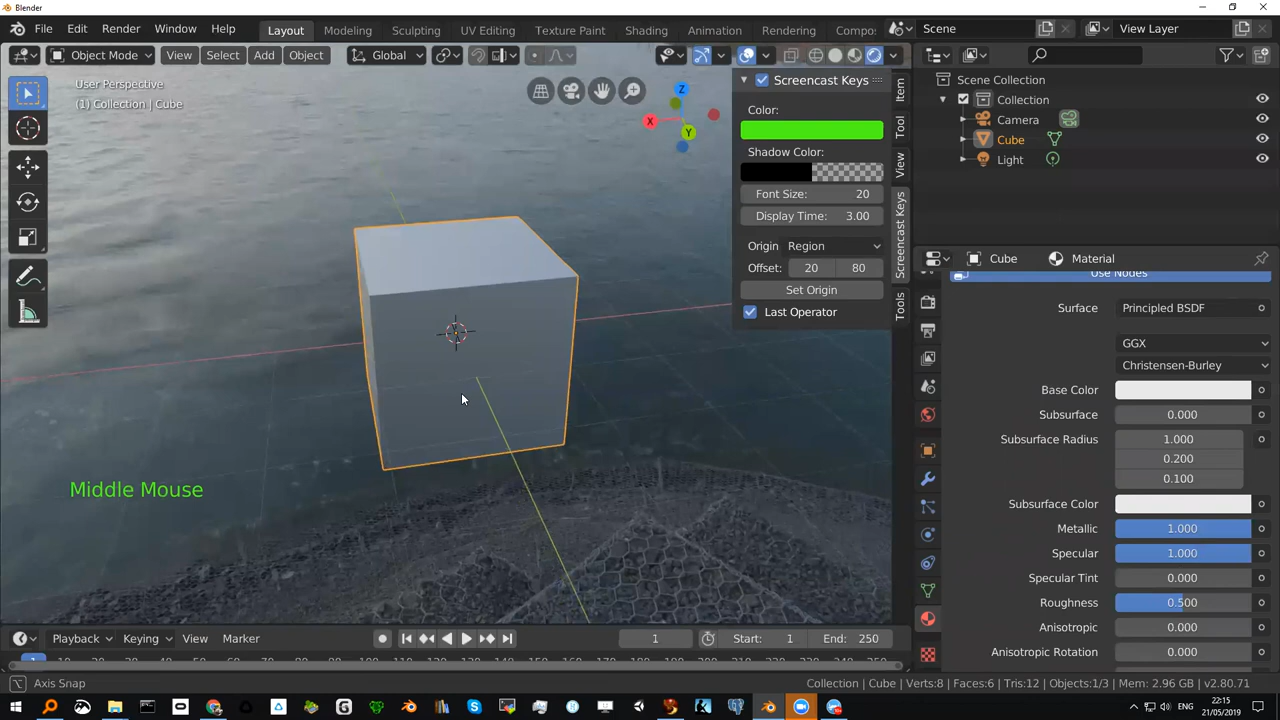 Blender
File Edit Render Window Help Layout Modeling Sculpting UV Editing Texture Paint Shading Animation Rendering Compos Scene View Layer
Object Mode View Select Add Object Global
User Perspective
(1) Collection | Cube
X
Y
Z
Screencast Keys
Color:
Shadow Color:
Font Size: 20
Display Time: 3.00
Origin Region
Offset: 20 80
Set Origin
Last Operator
Item
Tool
View
Screencast Keys
Tools
Scene Collection
Collection
Camera
Cube
Light
Cube Material
Use Nodes
Surface Principled BSDF
GGX
Christensen-Burley
Base Color
Subsurface 0.000
Subsurface Radius 1.000
0.200
0.100
Subsurface Color
Metallic 1.000
Specular 1.000
Specular Tint 0.000
Roughness 0.500
Anisotropic 0.000
Anisotropic Rotation 0.000
Middle Mouse
Playback Keying View Marker 1 Start: 1 End: 250
Axis Snap
Collection | Cube | Verts:8 | Faces:6 | Tris:12 | Objects:1/3 | Mem: 2.96 GB | v2.80.71
22:15
21/05/2019